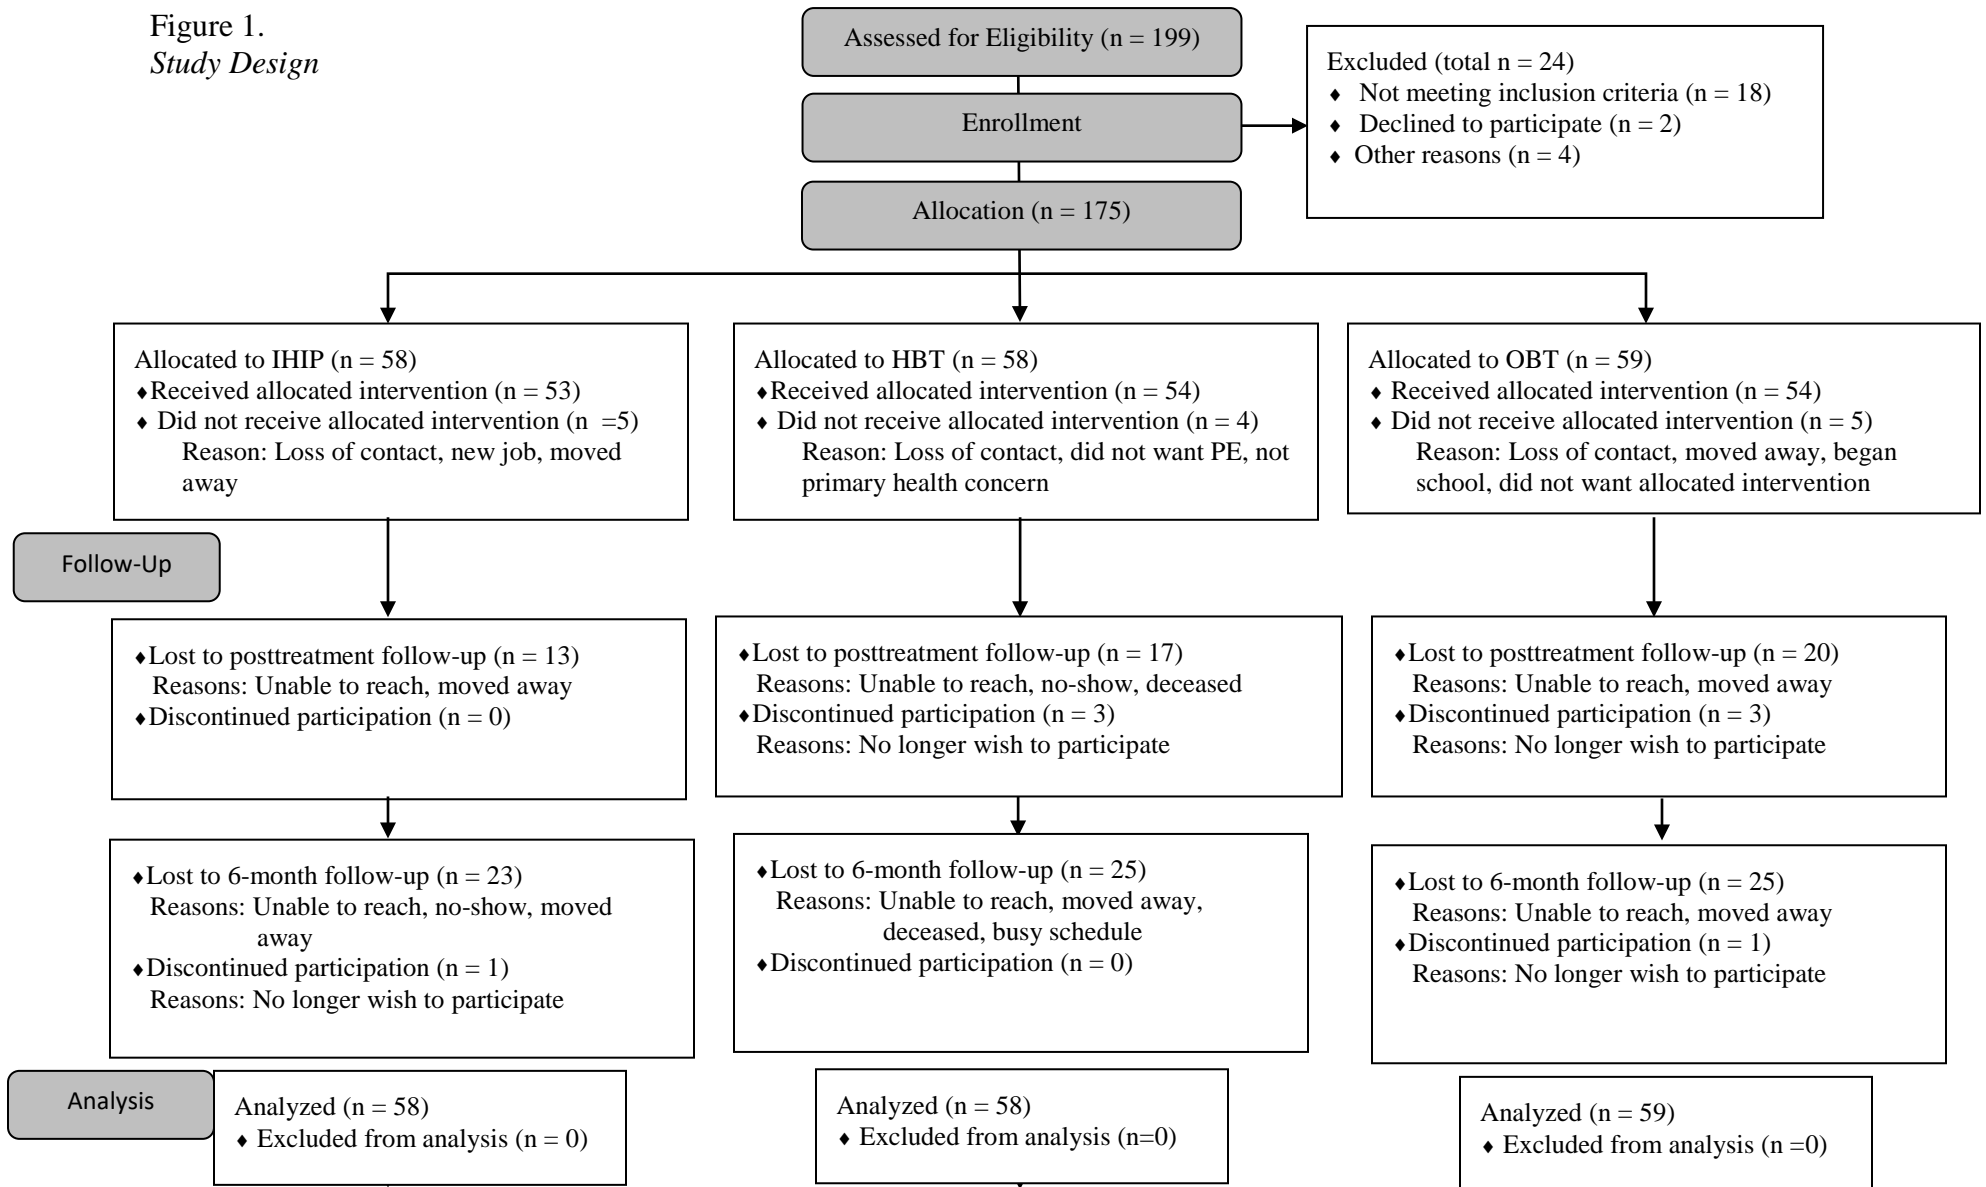 Figure 1.
Study Design
Assessed for Eligibility (n = 199)
Enrollment
Excluded (total n = 24)
♦ Not meeting inclusion criteria (n = 18)
♦ Declined to participate (n = 2)
♦ Other reasons (n = 4)
Allocation (n = 175)
Allocated to IHIP (n = 58)
♦Received allocated intervention (n = 53)
♦ Did not receive allocated intervention (n =5)
Reason: Loss of contact, new job, moved
away
Allocated to HBT (n = 58)
♦Received allocated intervention (n = 54)
♦ Did not receive allocated intervention (n = 4)
Reason: Loss of contact, did not want PE, not
primary health concern
Allocated to OBT (n = 59)
♦ Received allocated intervention (n = 54)
♦ Did not receive allocated intervention (n = 5)
Reason: Loss of contact, moved away, began
school, did not want allocated intervention
Follow-Up
♦Lost to posttreatment follow-up (n = 13)
Reasons: Unable to reach, moved away
♦Discontinued participation (n = 0)
♦Lost to posttreatment follow-up (n = 17)
Reasons: Unable to reach, no-show, deceased
♦Discontinued participation (n = 3)
Reasons: No longer wish to participate
♦Lost to posttreatment follow-up (n = 20)
Reasons: Unable to reach, moved away
♦Discontinued participation (n = 3)
Reasons: No longer wish to participate
♦Lost to 6-month follow-up (n = 23)
Reasons: Unable to reach, no-show, moved
away
♦Discontinued participation (n = 1)
Reasons: No longer wish to participate
♦Lost to 6-month follow-up (n = 25)
Reasons: Unable to reach, moved away,
deceased, busy schedule
♦Discontinued participation (n = 0)
♦Lost to 6-month follow-up (n = 25)
Reasons: Unable to reach, moved away
♦Discontinued participation (n = 1)
Reasons: No longer wish to participate
Analysis
Analyzed (n = 58)
♦ Excluded from analysis (n = 0)
Analyzed (n = 58)
♦ Excluded from analysis (n=0)
Analyzed (n = 59)
♦ Excluded from analysis (n =0)